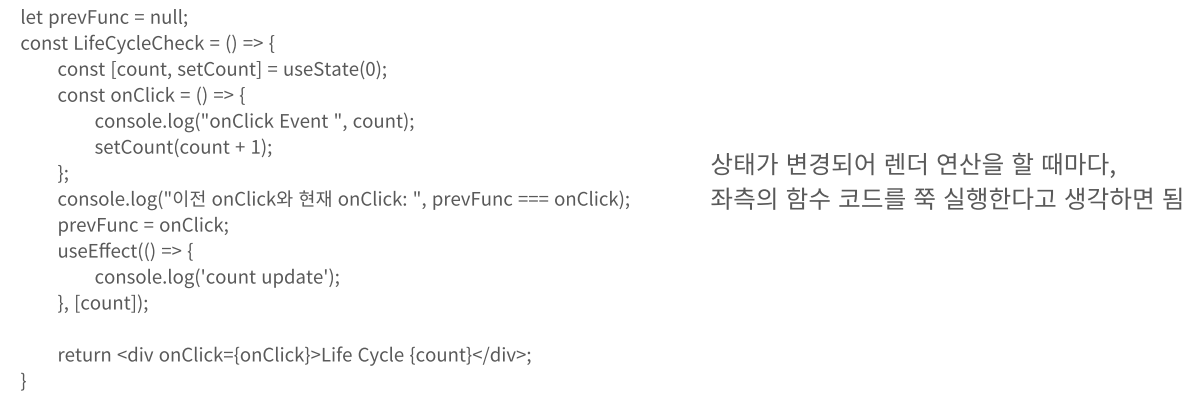 let prevFunc = null;
const LifeCycleCheck = () => {
const [count, setCount] = useState(0);
const onClick = () => {
console.log("onClick Event ", count);
setCount(count + 1);
};
console.log("이전 onClick와 현재 onClick: ", prevFunc === onClick);
prevFunc = onClick;
useEffect(() => {
console.log('count update');
}, [count]);
return <div onClick={onClick}>Life Cycle {count}</div>;
}
상태가 변경되어 렌더 연산을 할 때마다,
좌측의 함수 코드를 쭉 실행한다고 생각하면 됨